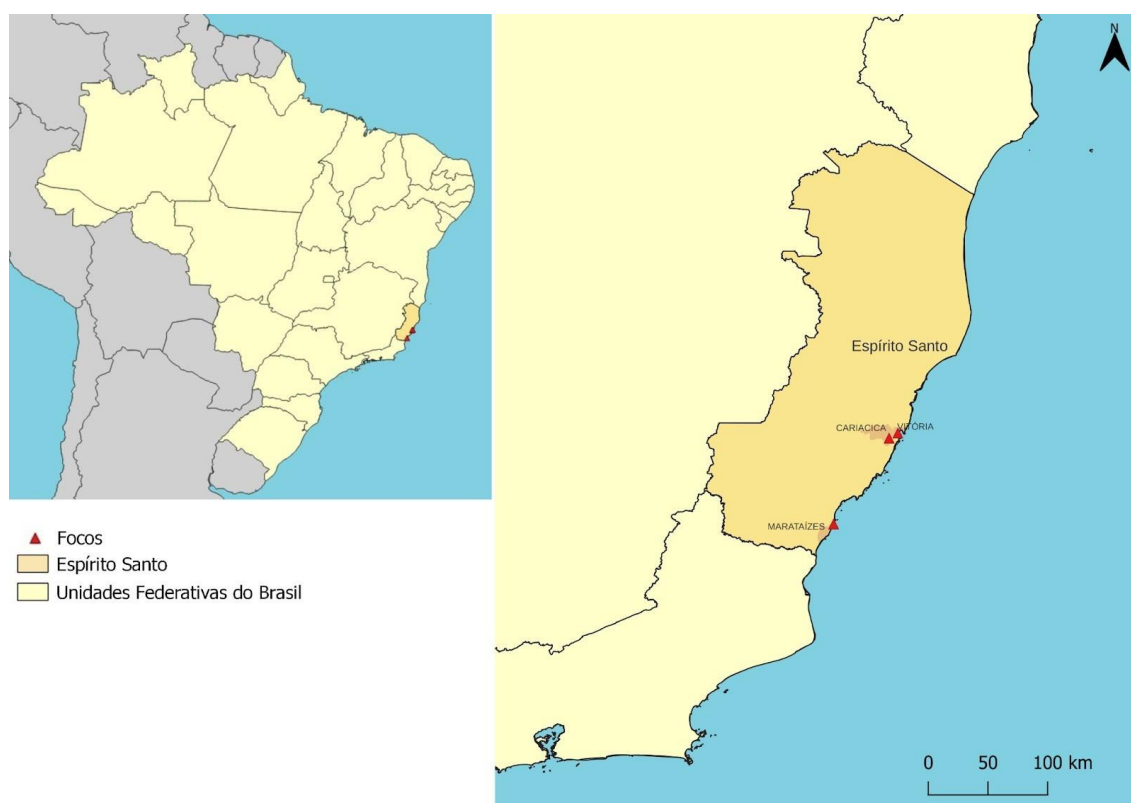 Focos
Espírito Santo
Unidades Federativas do Brasil
N
Espírito Santo
CARIACICA
VITÓRIA
MARATAÍZES
0 50 100 km